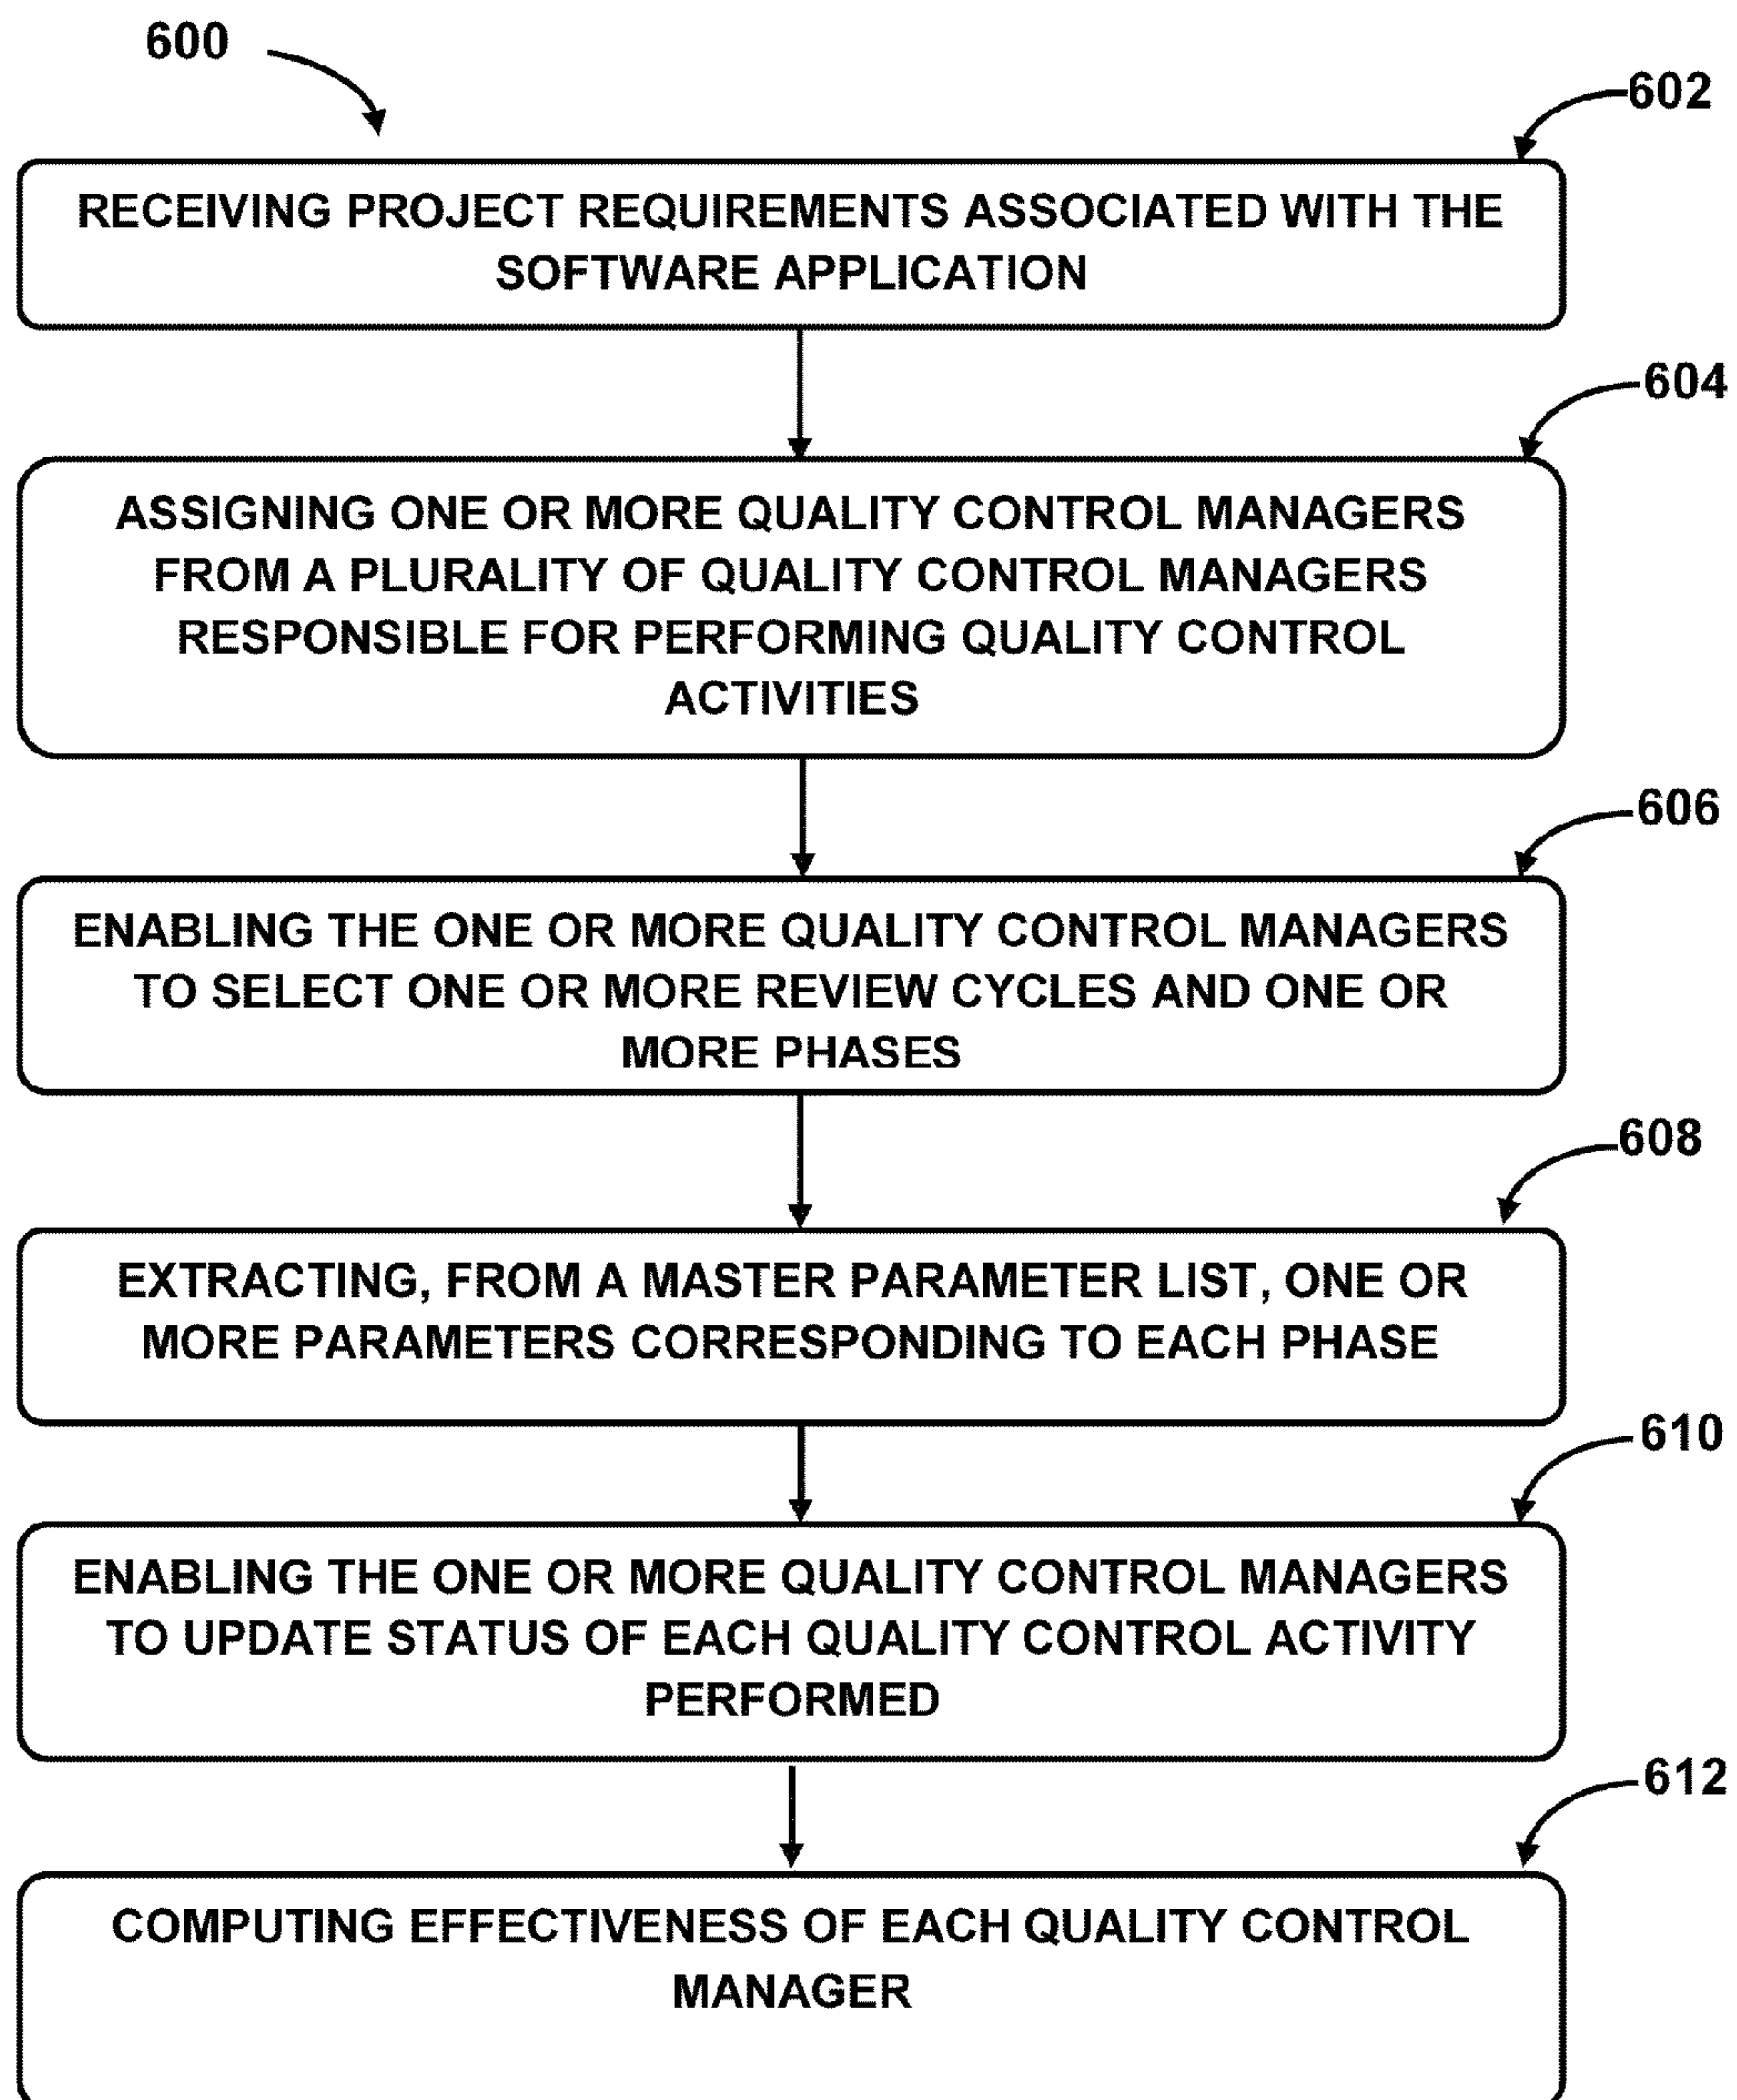 600
602
RECEIVING PROJECT REQUIREMENTS ASSOCIATED WITH THE
SOFTWARE APPLICATION
604
ASSIGNING ONE OR MORE QUALITY CONTROL MANAGERS
FROM A PLURALITY OF QUALITY CONTROL MANAGERS
RESPONSIBLE FOR PERFORMING QUALITY CONTROL
ACTIVITIES
606
ENABLING THE ONE OR MORE QUALITY CONTROL MANAGERS
TO SELECT ONE OR MORE REVIEW CYCLES AND ONE OR
MORE PHASES
608
EXTRACTING, FROM A MASTER PARAMETER LIST, ONE OR
MORE PARAMETERS CORRESPONDING TO EACH PHASE
610
ENABLING THE ONE OR MORE QUALITY CONTROL MANAGERS
TO UPDATE STATUS OF EACH QUALITY CONTROL ACTIVITY
PERFORMED
612
COMPUTING EFFECTIVENESS OF EACH QUALITY CONTROL
MANAGER